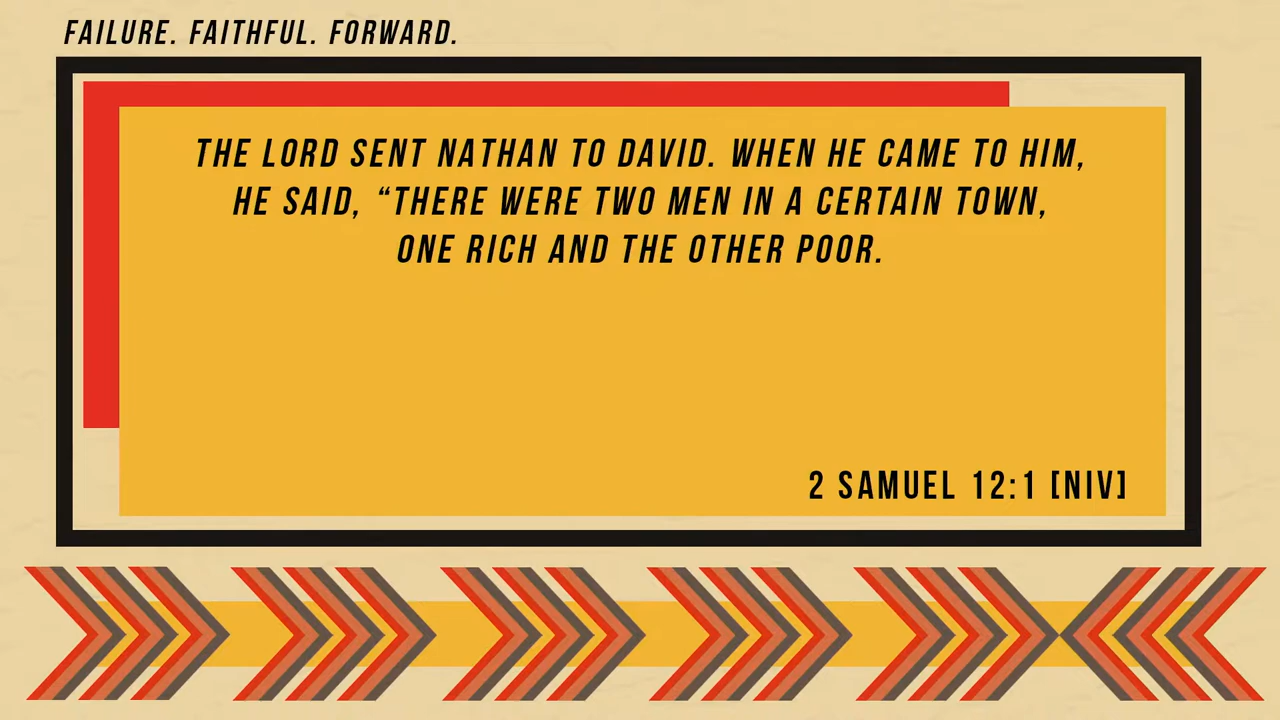 FAILURE. FAITHFUL. FORWARD.
THE LORD SENT NATHAN TO DAVID. WHEN HE CAME TO HIM,
HE SAID, “THERE WERE TWO MEN IN A CERTAIN TOWN,
ONE RICH AND THE OTHER POOR.
2 SAMUEL 12:1 [NIV]